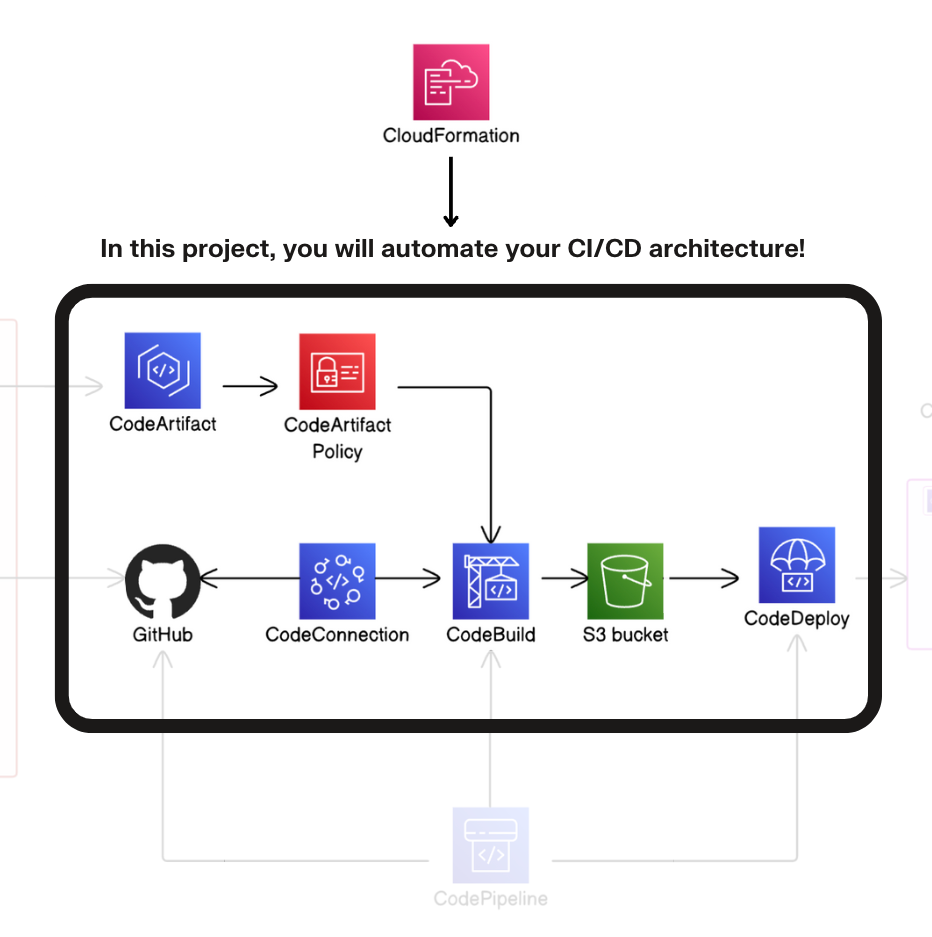 CloudFormation
In this project, you will automate your CI/CD architecture!
CodeArtifact
CodeArtifact
Policy
GitHub
CodeConnection
CodeBuild
S3 bucket
CodeDeploy
CodePipeline